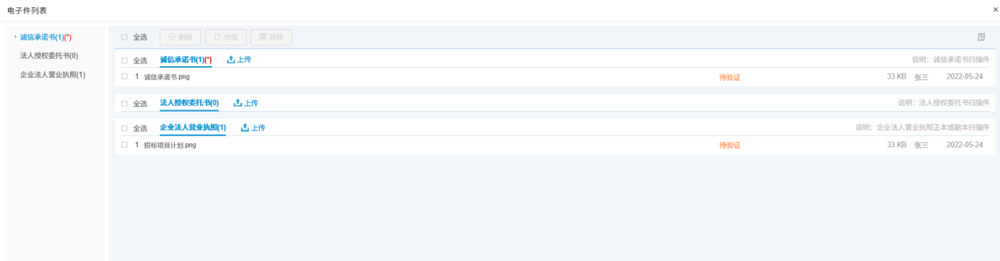 电子件列表 ×
诚信承诺书(1)(*)
法人授权委托书(0)
企业法人营业执照(1)
全选 删除 作废 转移
全选 诚信承诺书(1)(*) 上传 说明：诚信承诺书扫描件
1 诚信承诺书.png 待验证 33 KB 张三 2022-05-24
全选 法人授权委托书(0) 上传 说明：法人授权委托书扫描件
全选 企业法人营业执照(1) 上传 说明：企业法人营业执照正本或副本扫描件
1 招标项目计划.png 待验证 33 KB 张三 2022-05-24